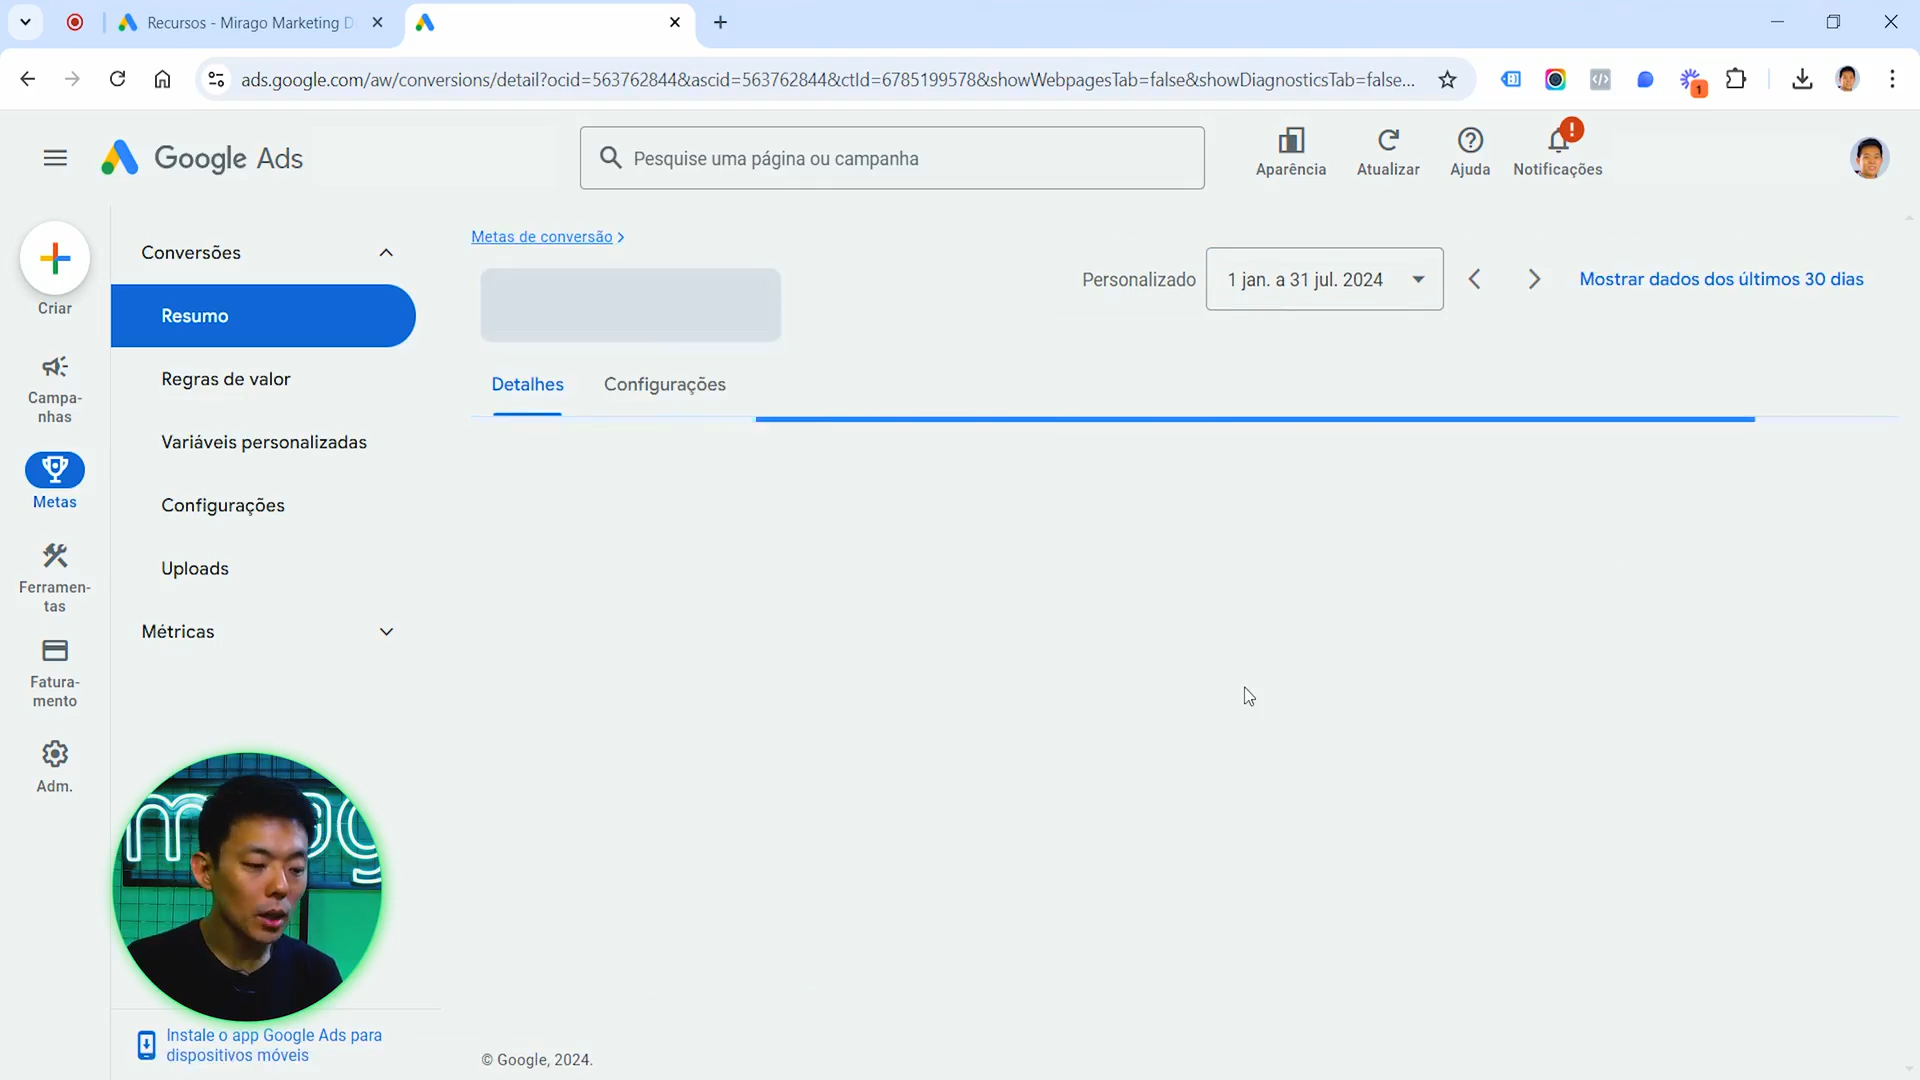 Recursos - Mirago Marketing D
ads.google.com/aw/conversions/detail?ocid=563762844&ascid=563762844&ctId=6785199578&showWebpagesTab=false&showDiagnosticsTab=false...
1
Google Ads
Pesquise uma página ou campanha
Aparência
Atualizar
Ajuda
Notificações
Criar
Campa-
nhas
Metas
Ferramen-
tas
Fatura-
mento
Adm.
Conversões
Resumo
Regras de valor
Variáveis personalizadas
Configurações
Uploads
Métricas
Metas de conversão
Personalizado
1 jan. a 31 jul. 2024
Mostrar dados dos últimos 30 dias
Detalhes
Configurações
Instale o app Google Ads para
dispositivos móveis
© Google, 2024.